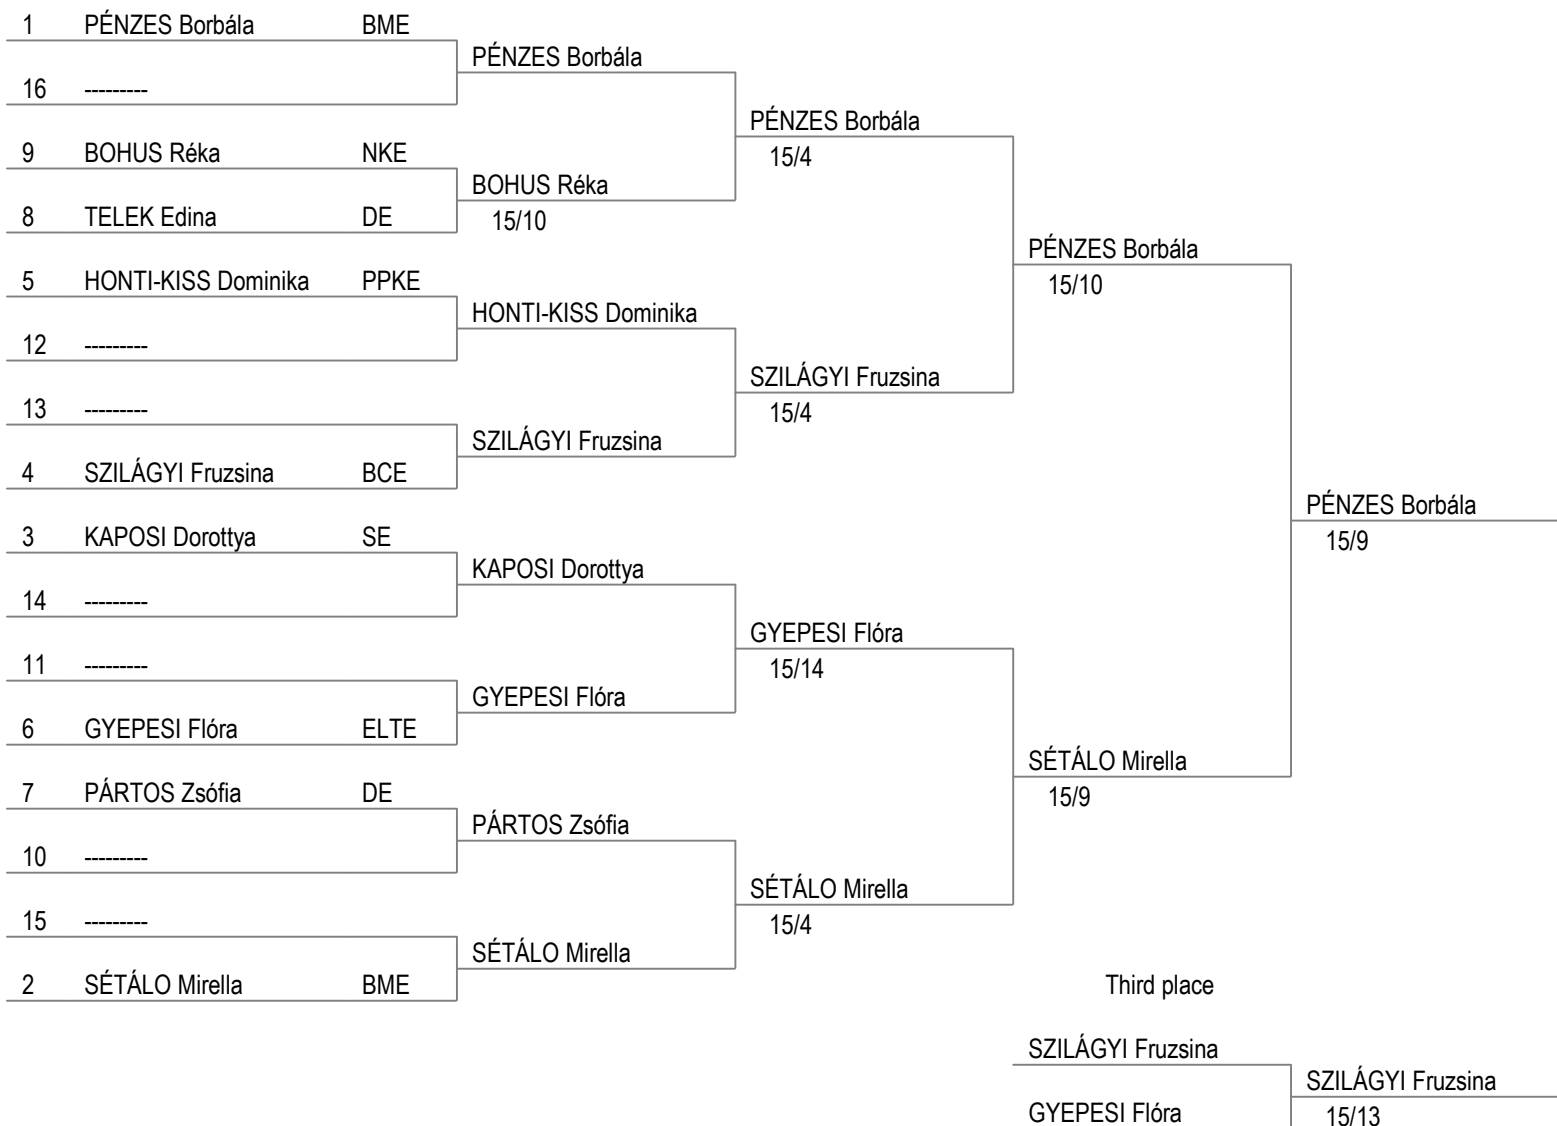 1 PÉNZES Borbála BME
PÉNZES Borbála
16 ---------
PÉNZES Borbála
15/4
9 BOHUS Réka NKE
BOHUS Réka
15/10
8 TELEK Edina DE
PÉNZES Borbála
15/10
5 HONTI-KISS Dominika PPKE
HONTI-KISS Dominika
12 ---------
SZILÁGYI Fruzsina
15/4
13 ---------
SZILÁGYI Fruzsina
4 SZILÁGYI Fruzsina BCE
PÉNZES Borbála
15/9
3 KAPOSI Dorottya SE
KAPOSI Dorottya
14 ---------
GYEPESI Flóra
15/14
11 ---------
GYEPESI Flóra
6 GYEPESI Flóra ELTE
SÉTÁLO Mirella
15/9
7 PÁRTOS Zsófia DE
PÁRTOS Zsófia
10 ---------
SÉTÁLO Mirella
15/4
15 ---------
SÉTÁLO Mirella
2 SÉTÁLO Mirella BME
Third place
SZILÁGYI Fruzsina
SZILÁGYI Fruzsina
GYEPESI Flóra
15/13